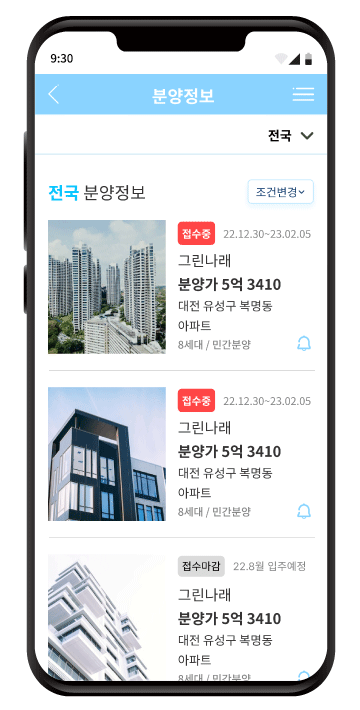 9:30
분양정보
전국
전국 분양정보
조건변경
접수중 22.12.30~23.02.05
그린나래
분양가 5억 3410
대전 유성구 복명동
아파트
8세대 / 민간분양
접수중 22.12.30~23.02.05
그린나래
분양가 5억 3410
대전 유성구 복명동
아파트
8세대 / 민간분양
접수마감 22.8월 입주예정
그린나래
분양가 5억 3410
대전 유성구 복명동
아파트
8세대 / 민간분양